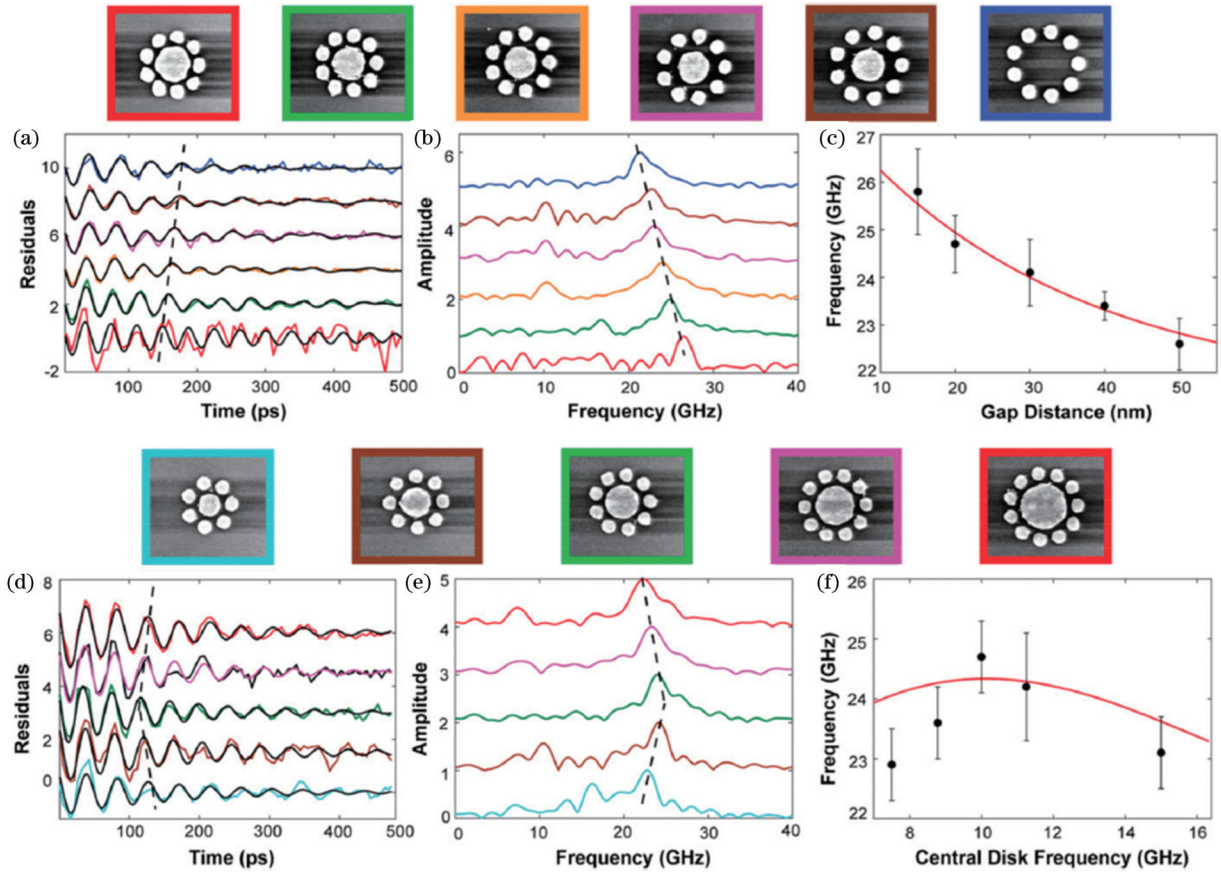 (a)
(b)
(c)
Residuals
10
6
2
-2
100 200 300 400 500
Time (ps)
Amplitude
6
4
2
0
0 10 20 30 40
Frequency (GHz)
Frequency (GHz)
27
26
25
24
23
22
10 20 30 40 50
Gap Distance (nm)
(d)
(e)
(f)
Residuals
8
6
4
2
0
100 200 300 400 500
Time (ps)
Amplitude
5
4
3
2
1
0
0 10 20 30 40
Frequency (GHz)
Frequency (GHz)
26
25
24
23
22
8 10 12 14 16
Central Disk Frequency (GHz)